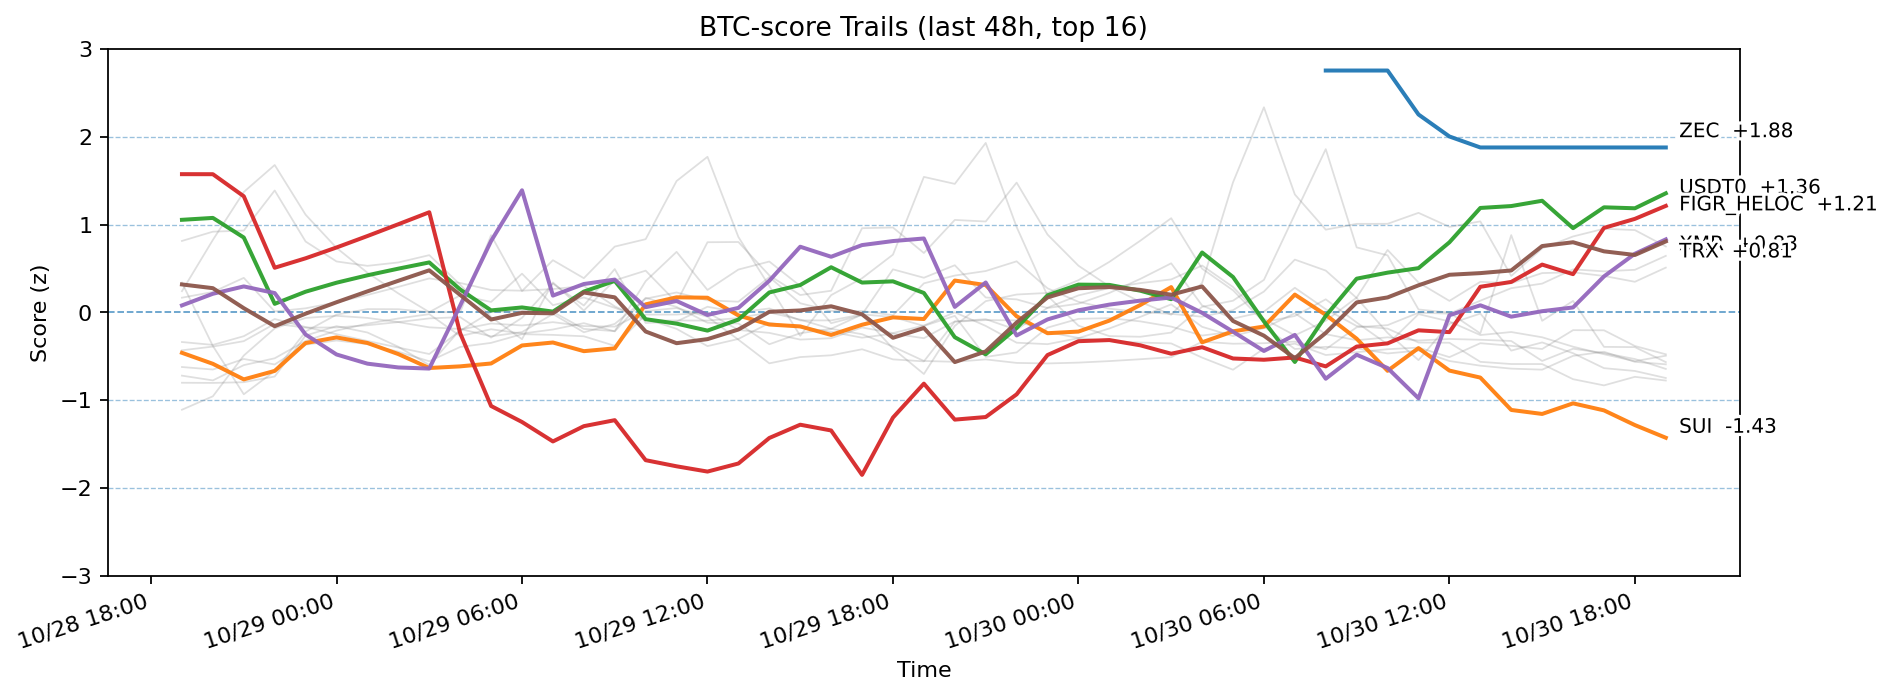 BTC-score Trails (last 48h, top 16)
Score (z)
3
2
1
0
−1
−2
−3
ZEC +1.88
USDT0 +1.36
FIGR_HELOC +1.21
TRX +0.81
SUI -1.43
10/28 18:00
10/29 00:00
10/29 06:00
10/29 12:00
10/29 18:00
10/30 00:00
10/30 06:00
10/30 12:00
10/30 18:00
Time